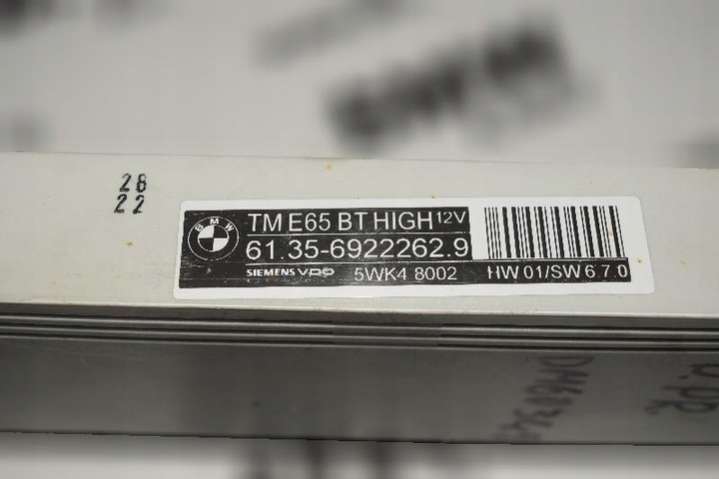 28
22
BMW
TM E65 BT HIGH 12V
61.35-6922262.9
SIEMENS VDO 5WK4 8002 HW 01/SW 6.7.0